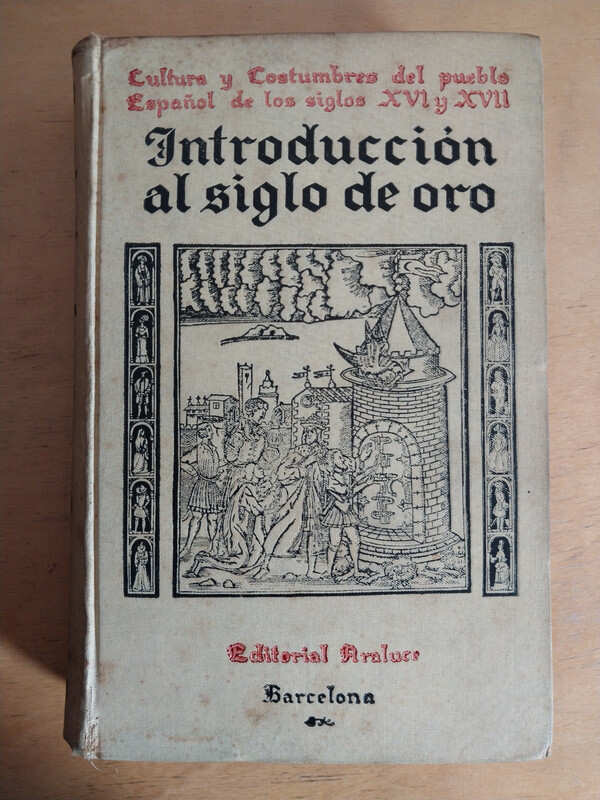 Cultura y Costumbres del pueblo
Español de los siglos XVI y XVII
Introducción
al siglo de oro
Editorial Araluce
Barcelona